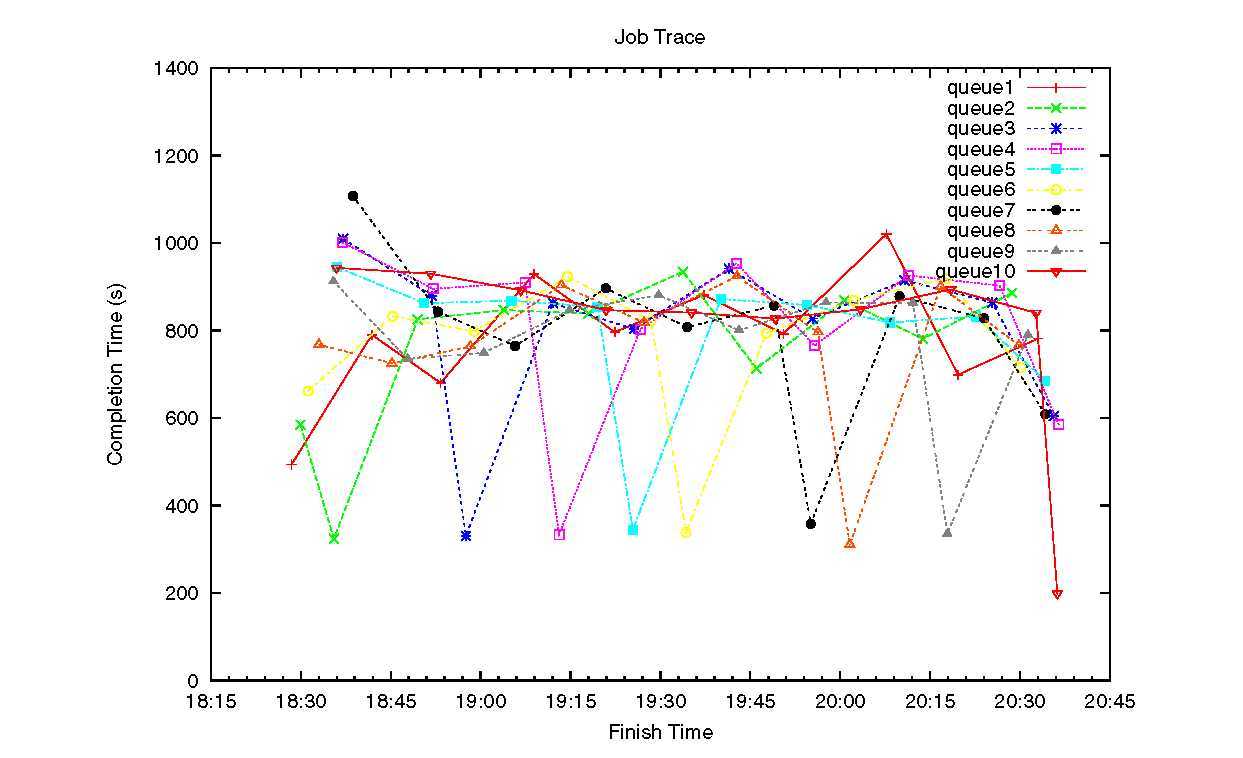 Job Trace
1400
1200
1000
800
600
400
200
0
Completion Time (s)
queue1
queue2
queue3
queue4
queue5
queue6
queue7
queue8
queue9
queue10
18:15 18:30 18:45 19:00 19:15 19:30 19:45 20:00 20:15 20:30 20:45
Finish Time